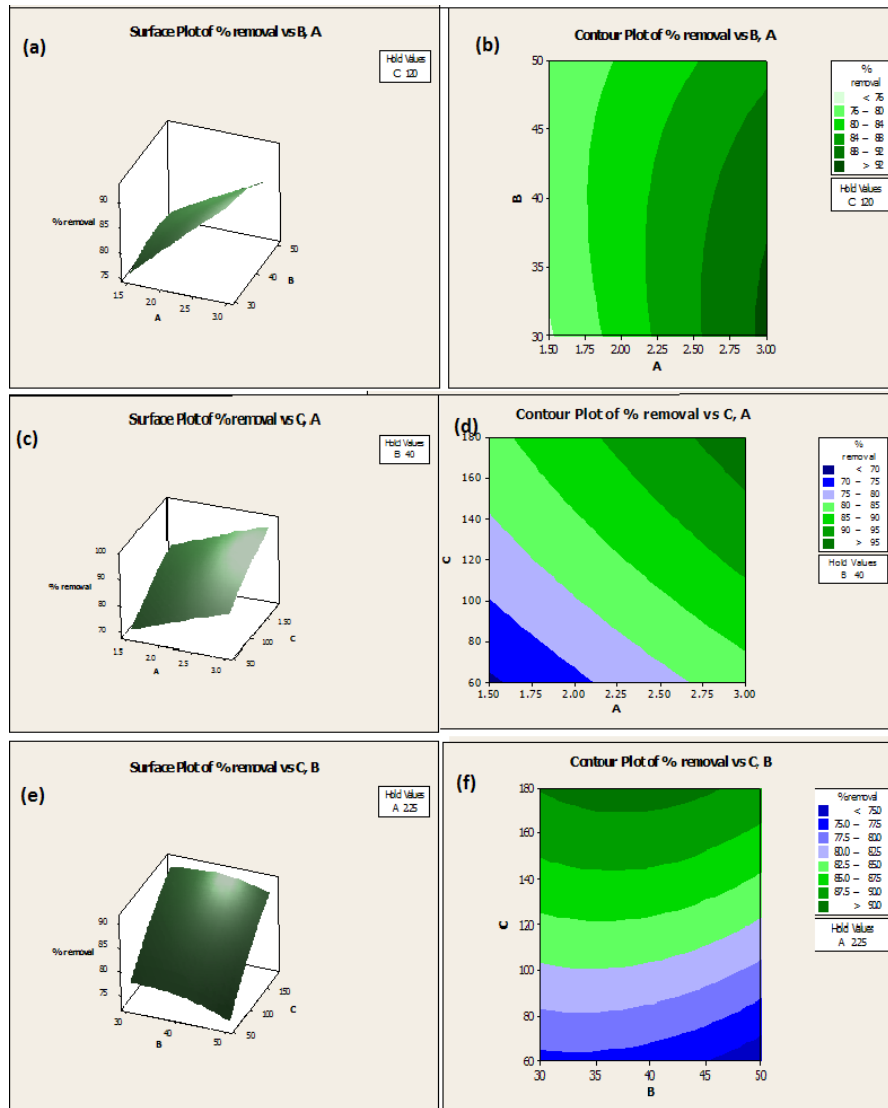 (a)
Surface Plot of % removal vs B, A
Hold Values
C 120
90
85
% removal
80
75
1.5
2.0
2.5
3.0
A
30
40
50
B
(b)
Contour Plot of % removal vs B, A
50
45
40
35
30
B
1.50
1.75
2.00
2.25
2.50
2.75
3.00
A
%
removal
< 76
76 – 80
80 – 84
84 – 88
88 – 92
> 92
Hold Values
C 120
(c)
Surface Plot of % removal vs C, A
Hold Values
B 40
100
90
% removal
80
70
1.5
2.0
2.5
3.0
A
50
100
150
C
(d)
Contour Plot of % removal vs C, A
180
160
140
120
100
80
60
C
1.50
1.75
2.00
2.25
2.50
2.75
3.00
A
%
removal
< 70
70 – 75
75 – 80
80 – 85
85 – 90
90 – 95
> 95
Hold Values
B 40
(e)
Surface Plot of % removal vs C, B
Hold Values
A 2.25
90
85
% removal
80
75
30
40
50
B
50
100
150
C
(f)
Contour Plot of % removal vs C, B
180
160
140
120
100
80
60
C
30
35
40
45
50
B
%removal
< 75.0
75.0 – 77.5
77.5 – 80.0
80.0 – 82.5
82.5 – 85.0
85.0 – 87.5
87.5 – 90.0
> 90.0
Hold Values
A 2.25